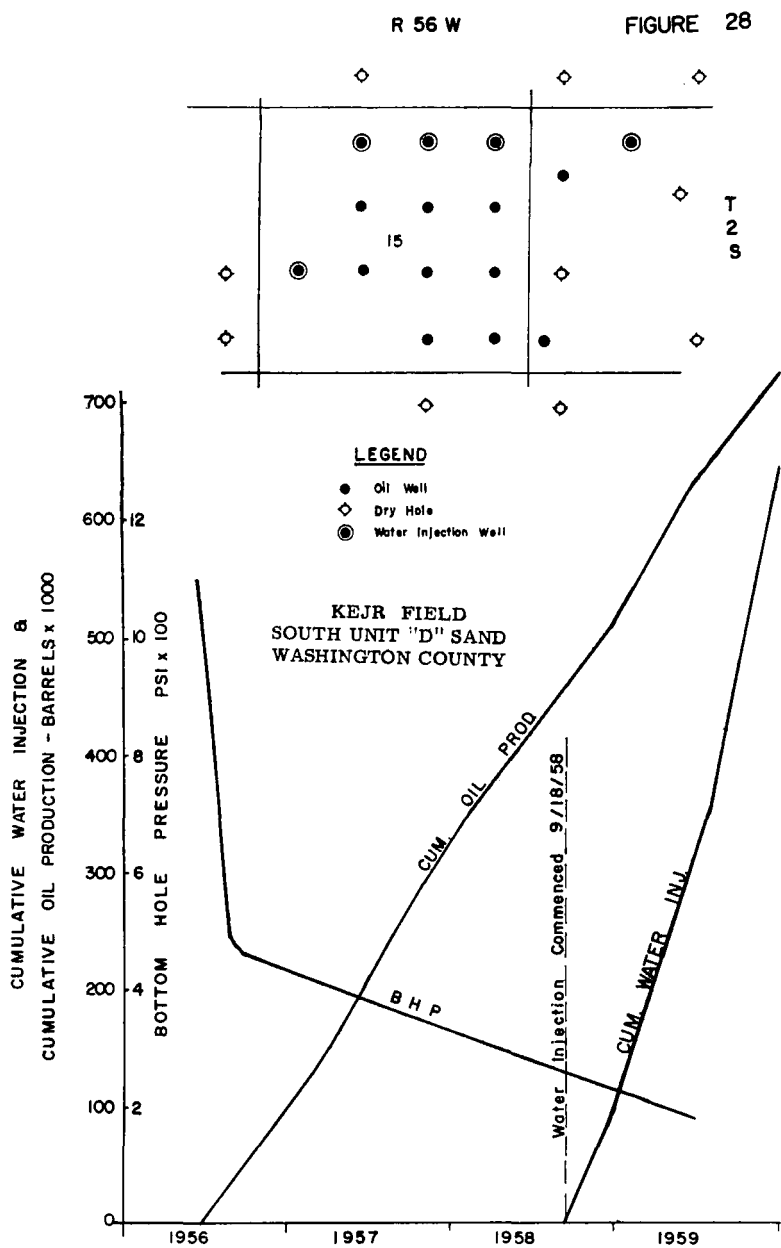 R 56 W
FIGURE 28
T
2
S
15
LEGEND
Oil Well
Dry Hole
Water Injection Well
KEJR FIELD
SOUTH UNIT "D" SAND
WASHINGTON COUNTY
CUMULATIVE WATER INJECTION &
CUMULATIVE OIL PRODUCTION - BARRELS x 1000
700
600
500
400
300
200
100
0
BOTTOM HOLE PRESSURE PSI x 100
12
10
8
6
4
2
CUM. OIL PROD
BHP
Water Injection Commenced 9/18/58
CUM. WATER INJ.
1956
1957
1958
1959